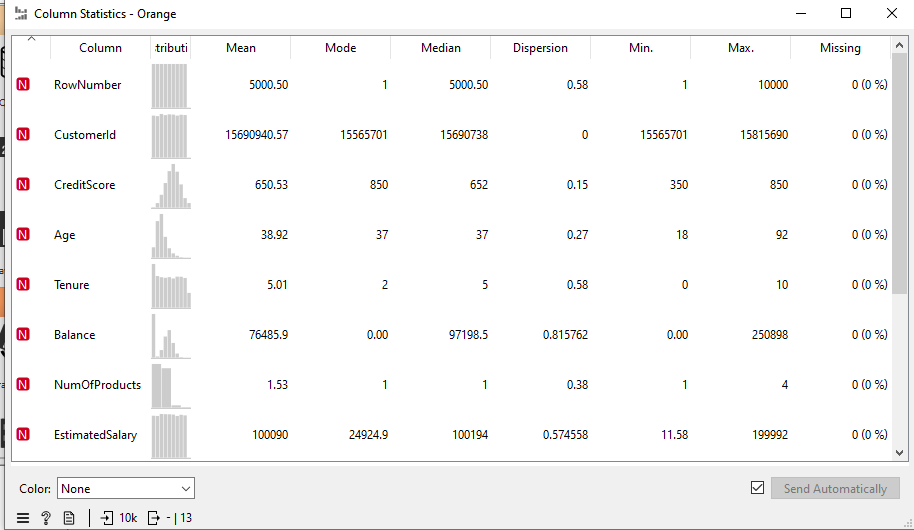 Column Statistics - Orange
Column tributi Mean Mode Median Dispersion Min. Max. Missing
N RowNumber 5000.50 1 5000.50 0.58 1 10000 0 (0 %)
N CustomerId 15690940.57 15565701 15690738 0 15565701 15815690 0 (0 %)
N CreditScore 650.53 850 652 0.15 350 850 0 (0 %)
N Age 38.92 37 37 0.27 18 92 0 (0 %)
N Tenure 5.01 2 5 0.58 0 10 0 (0 %)
N Balance 76485.9 0.00 97198.5 0.815762 0.00 250898 0 (0 %)
N NumOfProducts 1.53 1 1 0.38 1 4 0 (0 %)
N EstimatedSalary 100090 24924.9 100194 0.574558 11.58 199992 0 (0 %)
Color: None Send Automatically
? | 10k - | 13